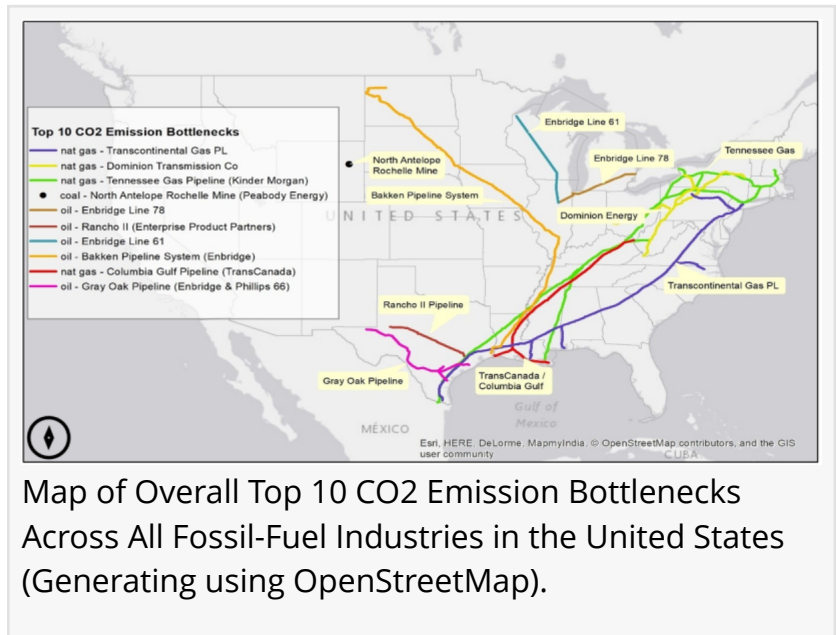 Top 10 CO2 Emission Bottlenecks
nat gas - Transcontinental Gas PL
nat gas - Dominion Transmission Co
nat gas - Tennessee Gas Pipeline (Kinder Morgan)
coal - North Antelope Rochelle Mine (Peabody Energy)
oil - Enbridge Line 78
oil - Rancho II (Enterprise Product Partners)
oil - Enbridge Line 61
oil - Bakken Pipeline System (Enbridge)
nat gas - Columbia Gulf Pipeline (TransCanada)
oil - Gray Oak Pipeline (Enbridge & Phillips 66)
Enbridge Line 61
Enbridge Line 78
Tennessee Gas
North Antelope
Rochelle Mine
Bakken Pipeline System
UNITED STATES
Dominion Energy
Transcontinental Gas PL
Rancho II Pipeline
Gray Oak Pipeline
TransCanada /
Columbia Gulf
Gulf of
Mexico
MÉXICO
CUBA
Esri, HERE. DeLorme. MapmyIndia. © OpenStreetMap contributors, and the GIS
user community
Map of Overall Top 10 CO2 Emission Bottlenecks
Across All Fossil-Fuel Industries in the United States
(Generating using OpenStreetMap).